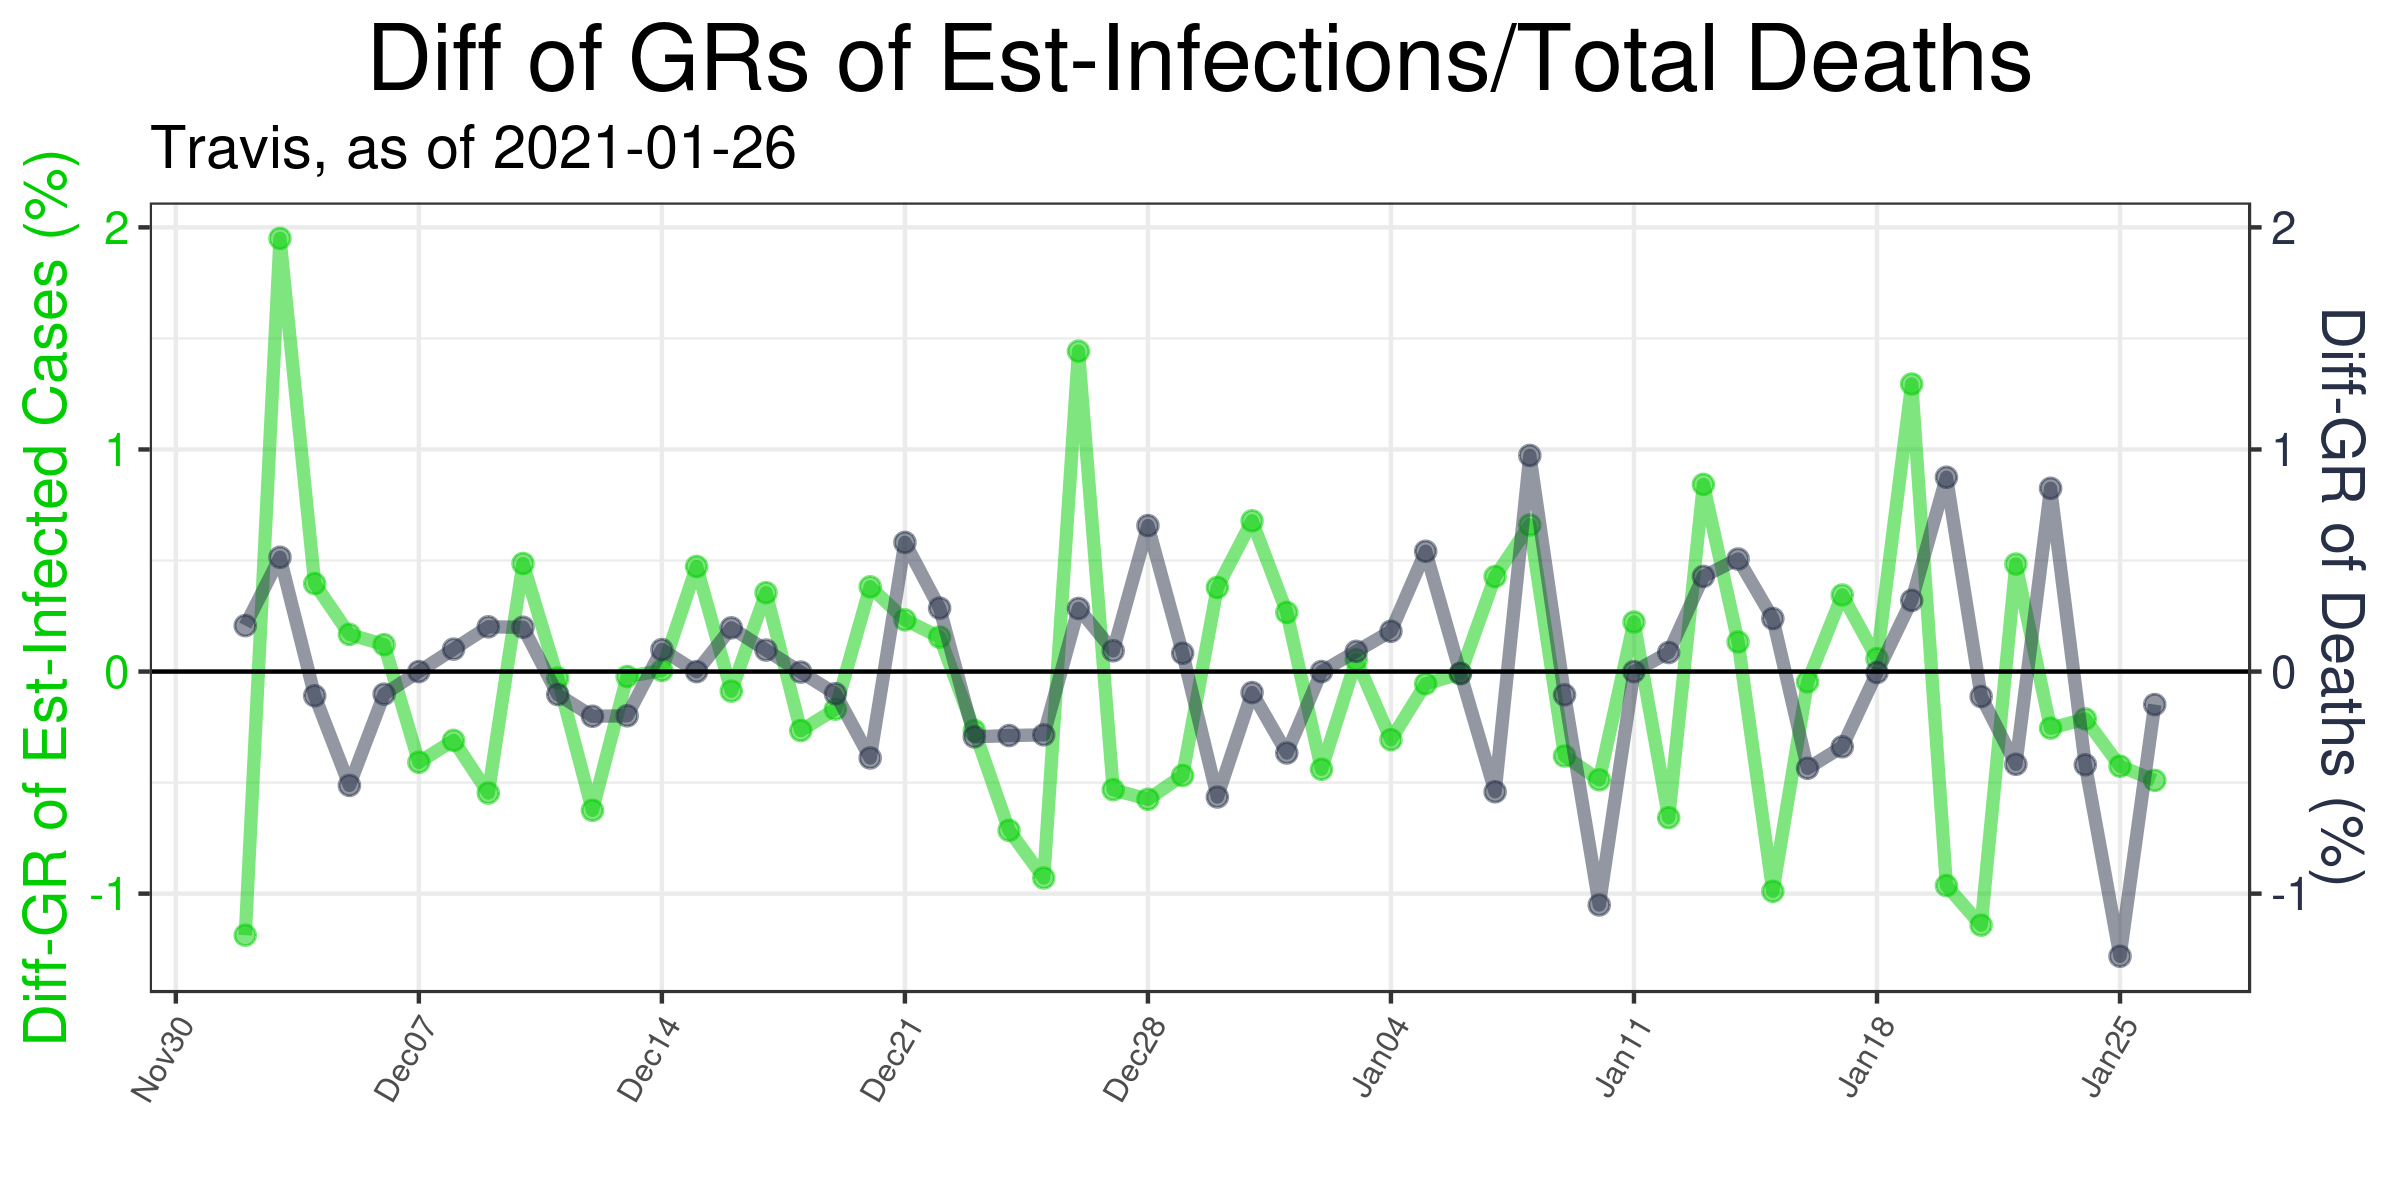 Diff of GRs of Est-Infections/Total Deaths
Travis, as of 2021-01-26
Diff-GR of Est-Infected Cases (%)
2
1
0
-1
2
1
0
-1
Diff-GR of Deaths (%)
Nov30
Dec07
Dec14
Dec21
Dec28
Jan04
Jan11
Jan18
Jan25